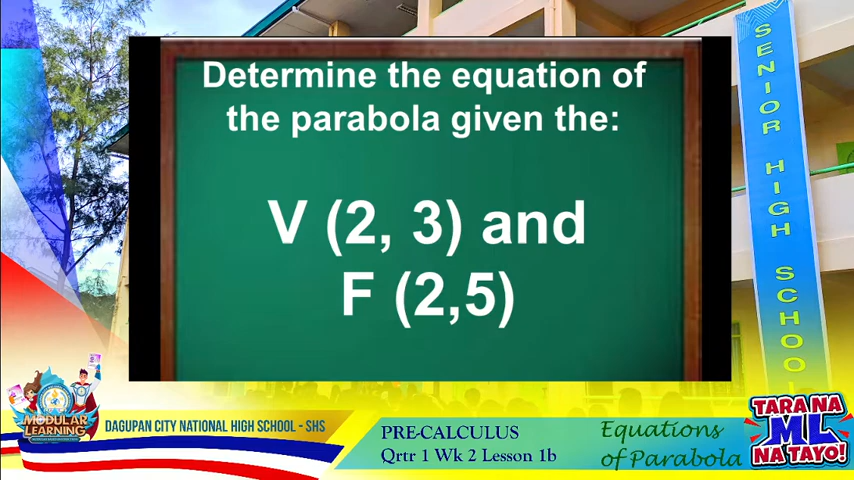 Determine the equation of
the parabola given the:
V (2, 3) and
F (2,5)
SENIOR HIGH SCHOOL
MODULAR
LEARNING
DAGUPAN CITY NATIONAL HIGH SCHOOL - SHS
PRE-CALCULUS
Qrtr 1 Wk 2 Lesson 1b
Equations
of Parabola
TARA NA
ML
NA TAYO!